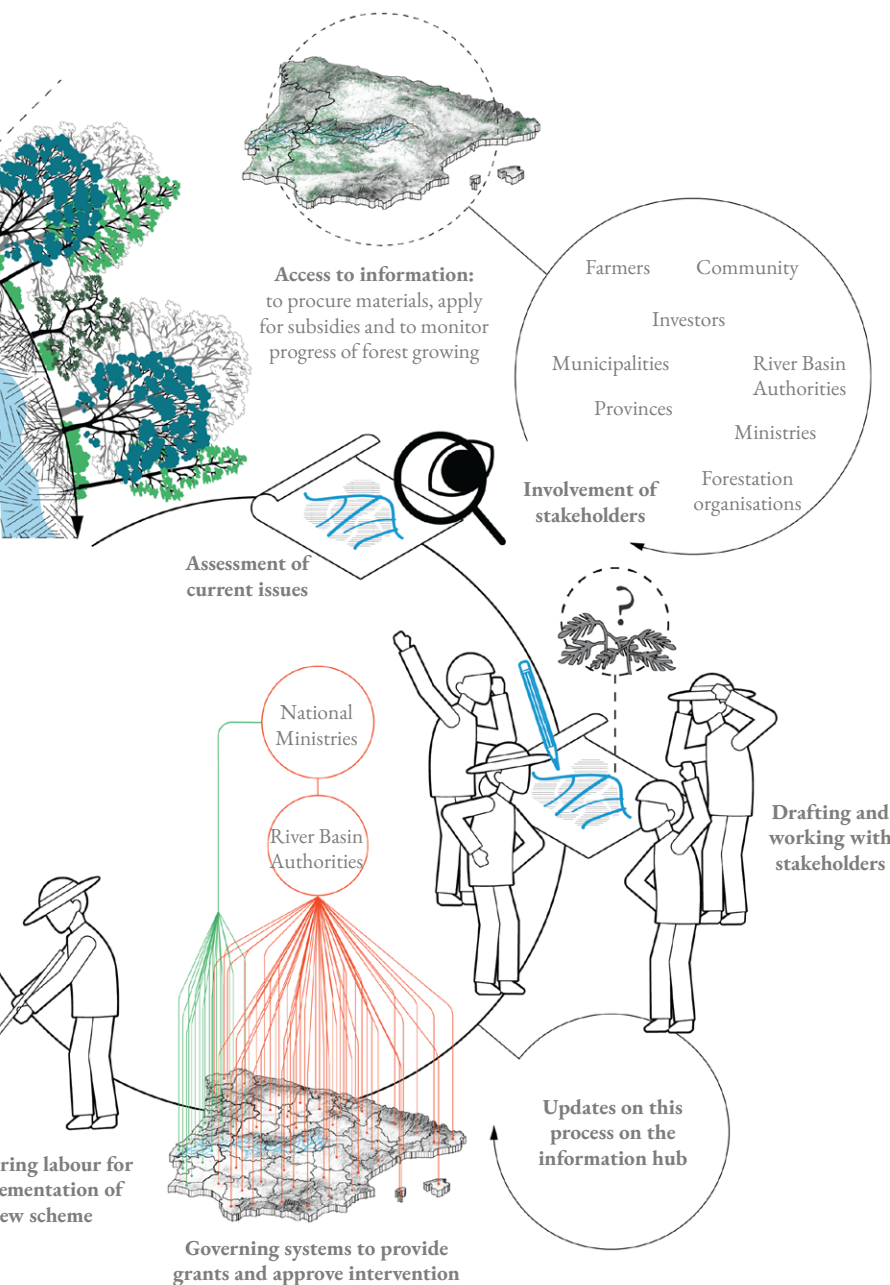 Access to information:
to procure materials, apply
for subsidies and to monitor
progress of forest growing
Farmers
Community
Investors
Municipalities
River Basin
Authorities
Provinces
Ministries
Forestation
organisations
Involvement of
stakeholders
Assessment of
current issues
?
National
Ministries
River Basin
Authorities
Drafting and
working with
stakeholders
Updates on this
process on the
information hub
ring labour for
ementation of
ew scheme
Governing systems to provide
grants and approve intervention